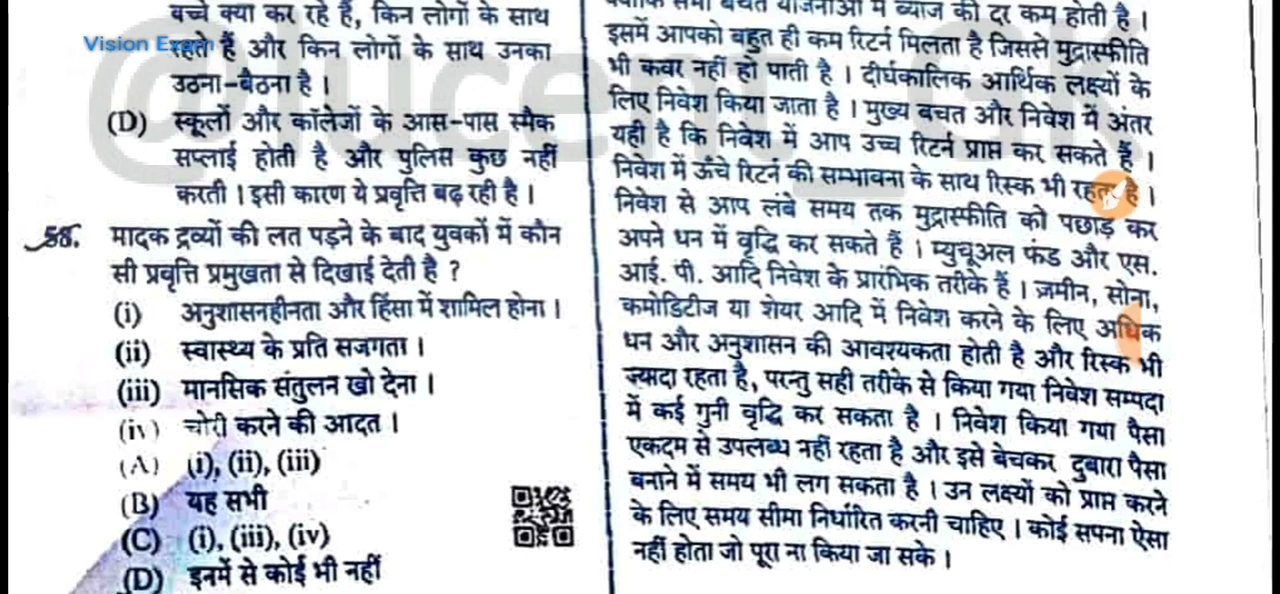 बच्चे क्या कर रहे हैं, किन लोगों के साथ
Vision Exam
रहते हैं और किन लोगों के साथ उनका
उठना-बैठना है।
(D) स्कूलों और कॉलेजों के आस-पास स्मैक
सप्लाई होती है और पुलिस कुछ नहीं
करती। इसी कारण ये प्रवृत्ति बढ़ रही है।
58. मादक द्रव्यों की लत पड़ने के बाद युवकों में कौन
सी प्रवृत्ति प्रमुखता से दिखाई देती है ?
(i) अनुशासनहीनता और हिंसा में शामिल होना।
(ii) स्वास्थ्य के प्रति सजगता।
(iii) मानसिक संतुलन खो देना।
(iv) चोरी करने की आदत।
(A) (i), (ii), (iii)
(B) यह सभी
(C) (i), (iii), (iv)
(D) इनमें से कोई भी नहीं
क्योंकि सभी बचत योजनाओं में ब्याज की दर कम होती है।
इसमें आपको बहुत ही कम रिटर्न मिलता है जिससे मुद्रास्फीति
भी कवर नहीं हो पाती है। दीर्घकालिक आर्थिक लक्ष्यों के
लिए निवेश किया जाता है। मुख्य बचत और निवेश में अंतर
यही है कि निवेश में आप उच्च रिटर्न प्राप्त कर सकते हैं।
निवेश में ऊँचे रिटर्न की सम्भावना के साथ रिस्क भी रहता है।
निवेश से आप लंबे समय तक मुद्रास्फीति को पछाड़ कर
अपने धन में वृद्धि कर सकते हैं। म्युचूअल फंड और एस.
आई. पी. आदि निवेश के प्रारंभिक तरीके हैं। ज़मीन, सोना,
कमोडिटीज या शेयर आदि में निवेश करने के लिए अधिक
धन और अनुशासन की आवश्यकता होती है और रिस्क भी
ज्यादा रहता है, परन्तु सही तरीके से किया गया निवेश सम्पदा
में कई गुनी वृद्धि कर सकता है। निवेश किया गया पैसा
एकदम से उपलब्ध नहीं रहता है और इसे बेचकर दुबारा पैसा
बनाने में समय भी लग सकता है। उन लक्ष्यों को प्राप्त करने
के लिए समय सीमा निर्धारित करनी चाहिए। कोई सपना ऐसा
नहीं होता जो पूरा ना किया जा सके।
@lucent_GK